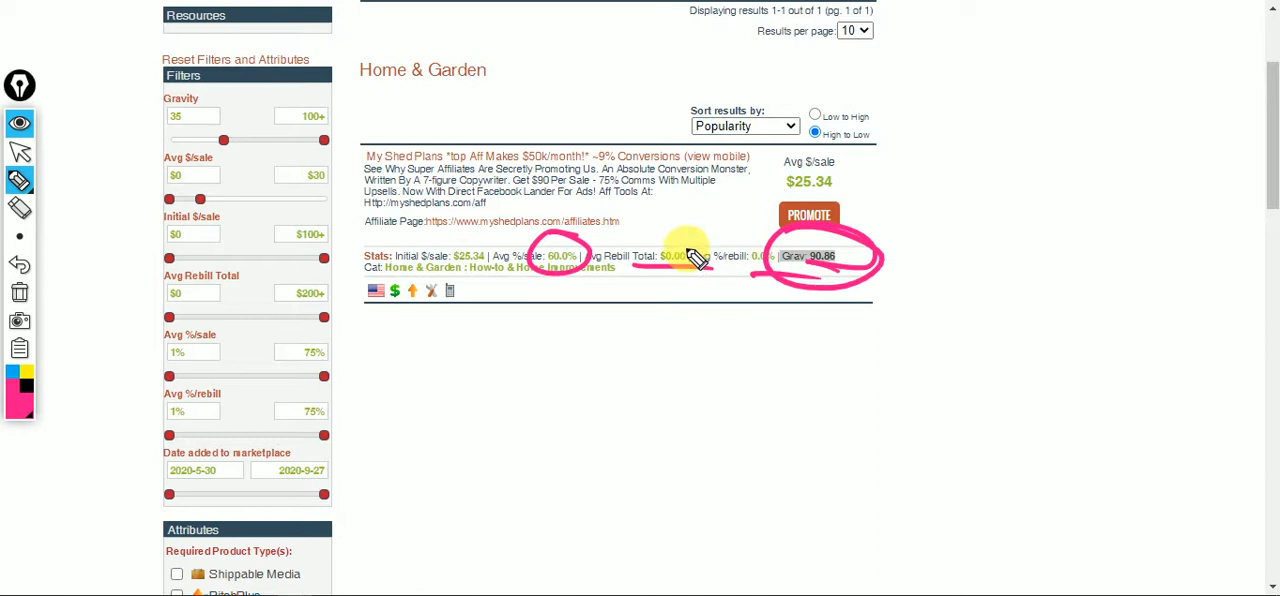 Resources
Reset Filters and Attributes
Filters
Gravity
35 100+
Avg $/sale
$0 $30
Initial $/sale
$0 $100+
Avg Rebill Total
$0 $200+
Avg %/sale
1% 75%
Avg %/rebill
1% 75%
Date added to marketplace
2020-5-30 2020-9-27
Attributes
Required Product Type(s):
Shippable Media
PitchPlus
Displaying results 1-1 out of 1 (pg. 1 of 1)
Results per page: 10
Home & Garden
Sort results by:
Popularity
Low to High
High to Low
My Shed Plans *top Aff Makes $50k/month!* ~9% Conversions (view mobile)
See Why Super Affiliates Are Secretly Promoting Us. An Absolute Conversion Monster,
Written By A 7-figure Copywriter. Get $90 Per Sale - 75% Comms With Multiple
Upsells. Now With Direct Facebook Lander For Ads! Aff Tools At:
Http://myshedplans.com/aff
Affiliate Page:https://www.myshedplans.com/affiliates.htm
Avg $/sale
$25.34
PROMOTE
Stats: Initial $/sale: $25.34 | Avg %/sale: 60.0% | Avg Rebill Total: $0.00 %/rebill: 0.0% | Grav: 90.86
Cat: Home & Garden : How-to & Home Improvements